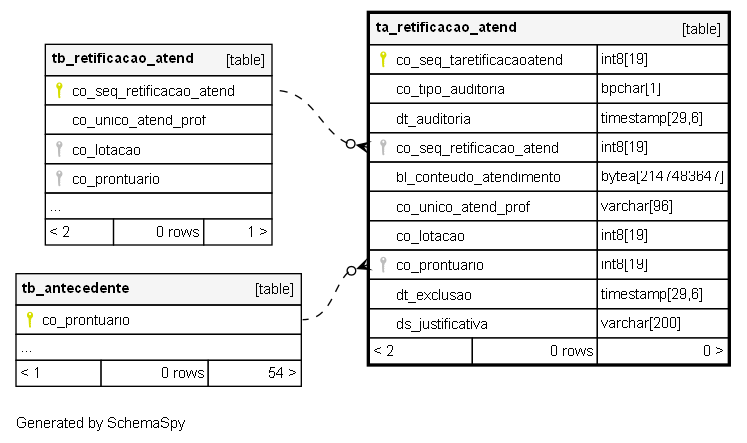 tb_retificacao_atend [table]
co_seq_retificacao_atend
co_unico_atend_prof
co_lotacao
co_prontuario
...
< 2 0 rows 1 >
tb_antecedente [table]
co_prontuario
...
< 1 0 rows 54 >
ta_retificacao_atend [table]
co_seq_taretificacaoatend int8[19]
co_tipo_auditoria bpchar[1]
dt_auditoria timestamp[29,6]
co_seq_retificacao_atend int8[19]
bl_conteudo_atendimento bytea[2147483647]
co_unico_atend_prof varchar[96]
co_lotacao int8[19]
co_prontuario int8[19]
dt_exclusao timestamp[29,6]
ds_justificativa varchar[200]
< 2 0 rows 0 >
Generated by SchemaSpy